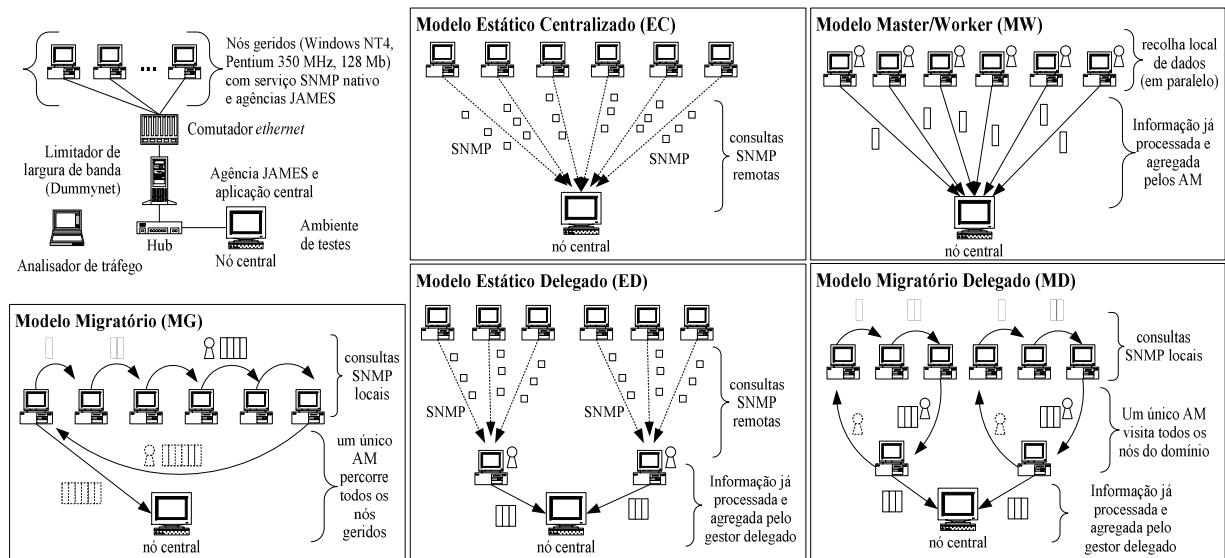 Nós geridos (Windows NT4,
Pentium 350 MHz, 128 Mb)
com serviço SNMP nativo
e agências JAMES
Comutador ethernet
Limitador de
largura de banda
(Dummynet)
Agência JAMES e
aplicação central
Ambiente
de testes
Hub
Nó central
Analisador de tráfego
Modelo Estático Centralizado (EC)
SNMP
SNMP
consultas
SNMP
remotas
nó central
Modelo Master/Worker (MW)
recolha local
de dados
(em paralelo)
Informação já
processada e
agregada
pelos AM
nó central
Modelo Migratório (MG)
consultas
SNMP
locais
um único
AM
percorre
todos os
nós
geridos
nó central
Modelo Estático Delegado (ED)
SNMP
SNMP
consultas
SNMP
remotas
Informação já
processada e
agregada pelo
gestor delegado
nó central
Modelo Migratório Delegado (MD)
consultas
SNMP locais
Um único AM
visita todos os
nós do domínio
Informação já
processada e
agregada pelo
gestor delegado
nó central